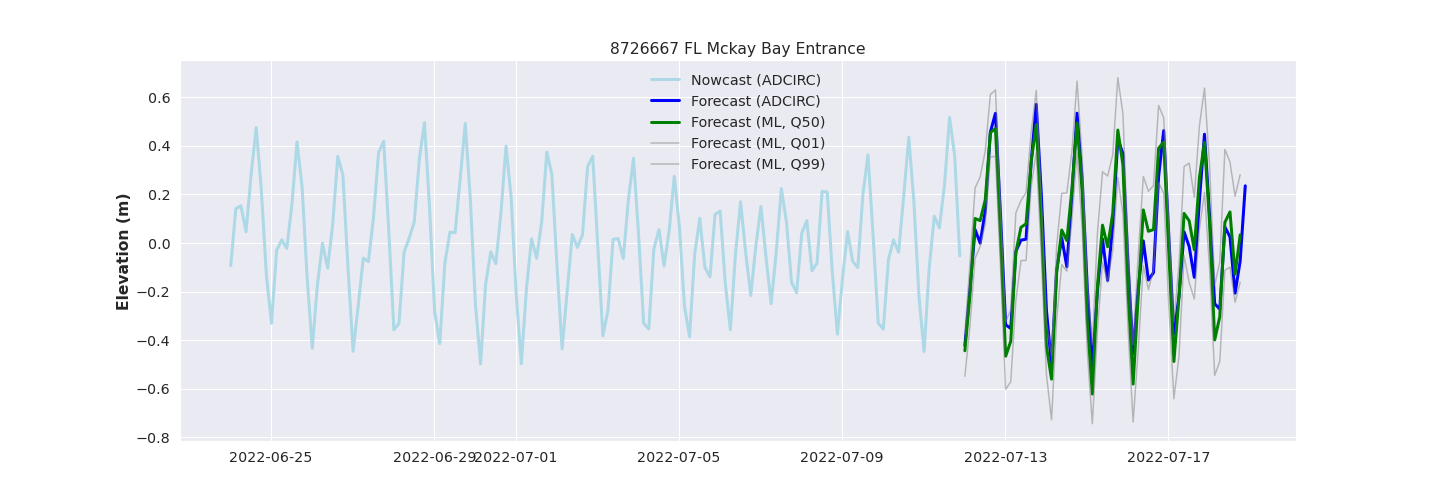 8726667 FL Mckay Bay Entrance
Nowcast (ADCIRC)
Forecast (ADCIRC)
Forecast (ML, Q50)
Forecast (ML, Q01)
Forecast (ML, Q99)
Elevation (m)
0.6
0.4
0.2
0.0
−0.2
−0.4
−0.6
−0.8
2022-06-25 2022-06-29 2022-07-01 2022-07-05 2022-07-09 2022-07-13 2022-07-17